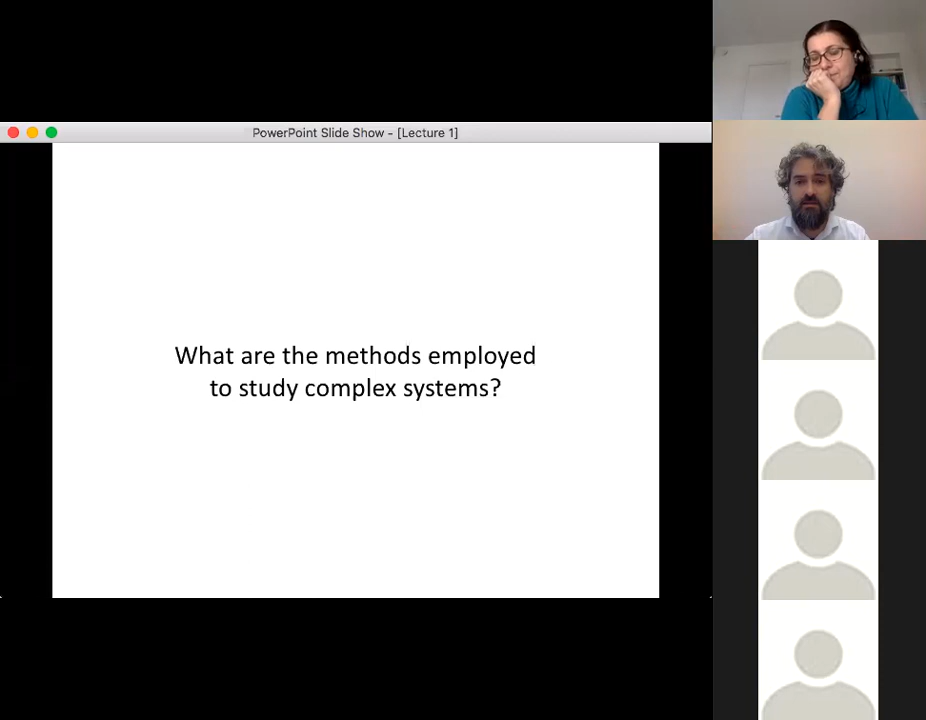 PowerPoint Slide Show - [Lecture 1]
What are the methods employed
to study complex systems?